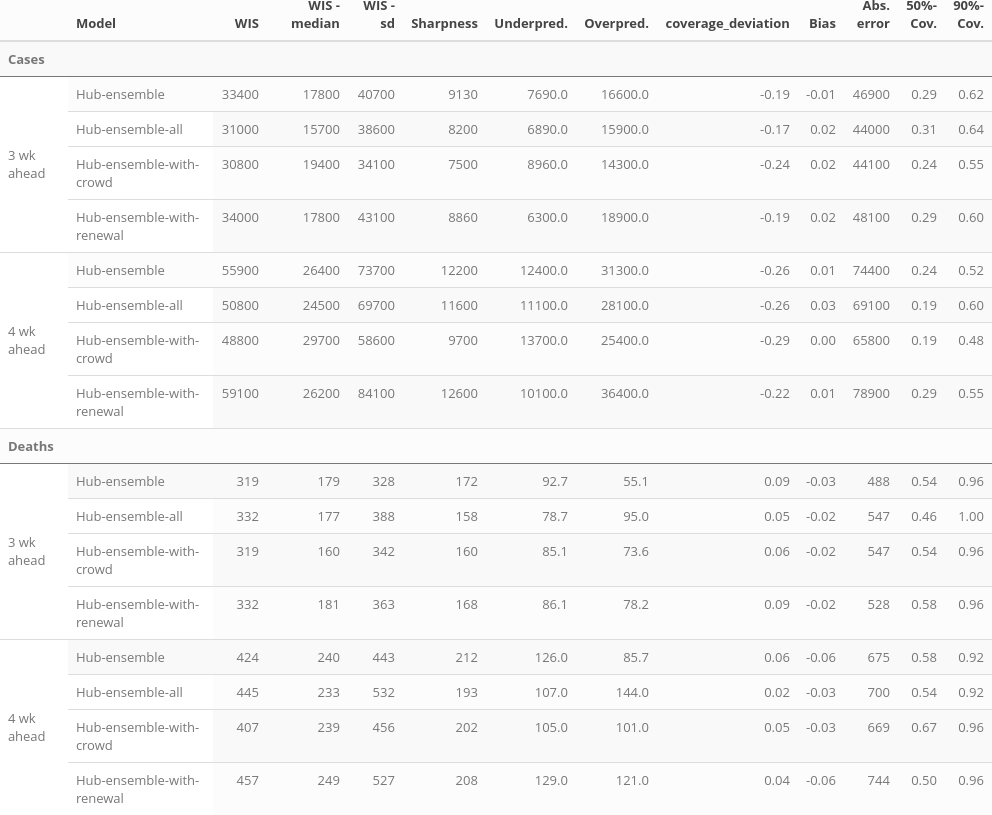 Model WIS WIS - median WIS - sd Sharpness Underpred. Overpred. coverage_deviation Bias Abs. error 50%- Cov. 90%- Cov.
Cases
3 wk ahead
Hub-ensemble 33400 17800 40700 9130 7690.0 16600.0 -0.19 -0.01 46900 0.29 0.62
Hub-ensemble-all 31000 15700 38600 8200 6890.0 15900.0 -0.17 0.02 44000 0.31 0.64
Hub-ensemble-with-crowd 30800 19400 34100 7500 8960.0 14300.0 -0.24 0.02 44100 0.24 0.55
Hub-ensemble-with-renewal 34000 17800 43100 8860 6300.0 18900.0 -0.19 0.02 48100 0.29 0.60
4 wk ahead
Hub-ensemble 55900 26400 73700 12200 12400.0 31300.0 -0.26 0.01 74400 0.24 0.52
Hub-ensemble-all 50800 24500 69700 11600 11100.0 28100.0 -0.26 0.03 69100 0.19 0.60
Hub-ensemble-with-crowd 48800 29700 58600 9700 13700.0 25400.0 -0.29 0.00 65800 0.19 0.48
Hub-ensemble-with-renewal 59100 26200 84100 12600 10100.0 36400.0 -0.22 0.01 78900 0.29 0.55
Deaths
3 wk ahead
Hub-ensemble 319 179 328 172 92.7 55.1 0.09 -0.03 488 0.54 0.96
Hub-ensemble-all 332 177 388 158 78.7 95.0 0.05 -0.02 547 0.46 1.00
Hub-ensemble-with-crowd 319 160 342 160 85.1 73.6 0.06 -0.02 547 0.54 0.96
Hub-ensemble-with-renewal 332 181 363 168 86.1 78.2 0.09 -0.02 528 0.58 0.96
4 wk ahead
Hub-ensemble 424 240 443 212 126.0 85.7 0.06 -0.06 675 0.58 0.92
Hub-ensemble-all 445 233 532 193 107.0 144.0 0.02 -0.03 700 0.54 0.92
Hub-ensemble-with-crowd 407 239 456 202 105.0 101.0 0.05 -0.03 669 0.67 0.96
Hub-ensemble-with-renewal 457 249 527 208 129.0 121.0 0.04 -0.06 744 0.50 0.96